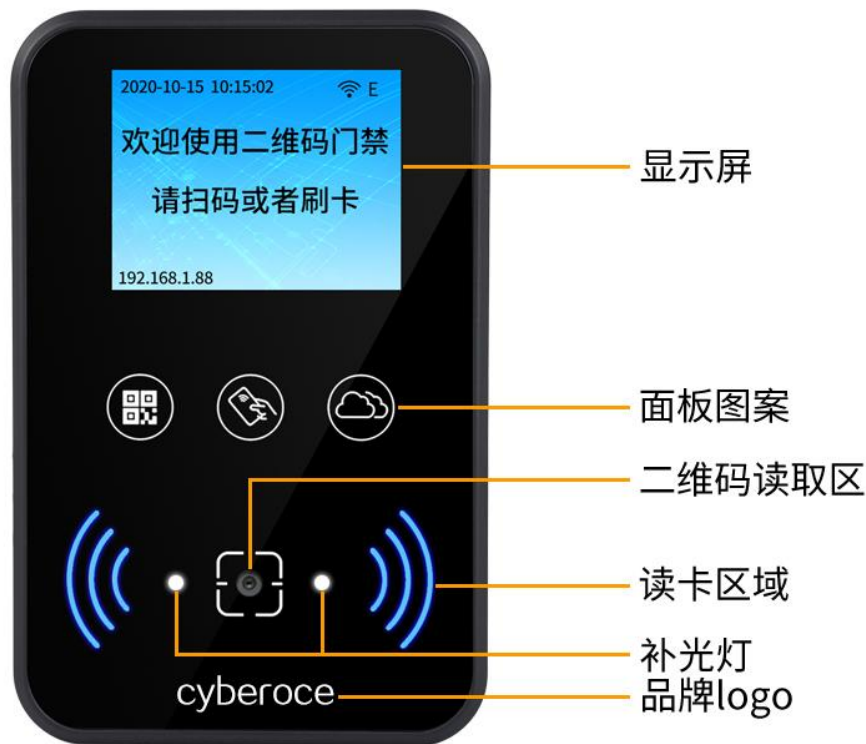 2020-10-15 10:15:02
E
欢迎使用二维码门禁
请扫码或者刷卡
192.168.1.88
显示屏
面板图案
二维码读取区
读卡区域
补光灯
cyberoce
品牌logo